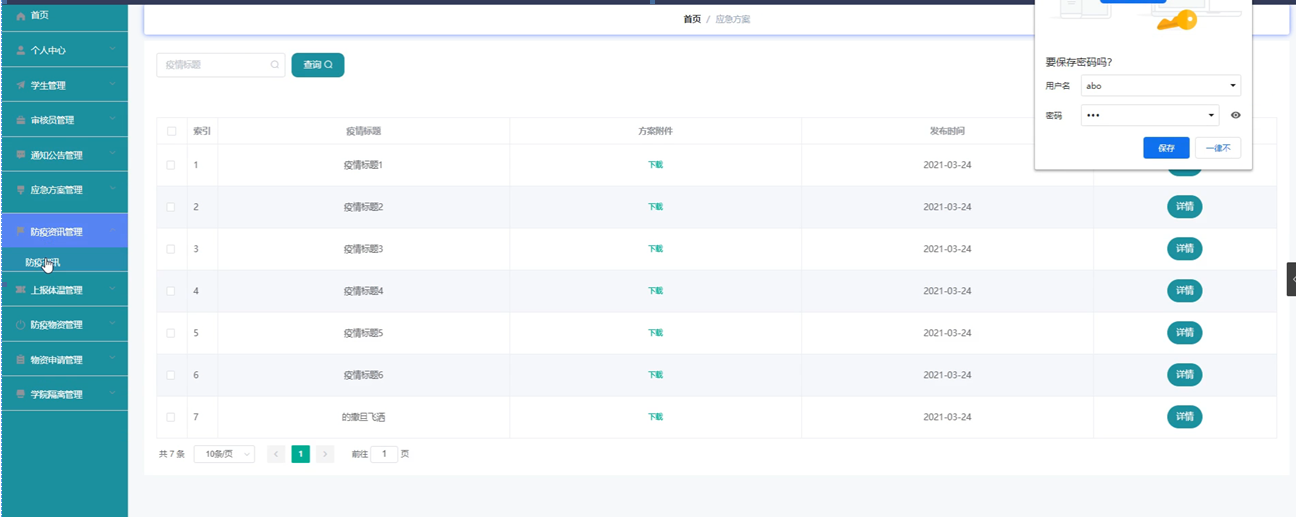 首页
个人中心
学生管理
审核员管理
通知公告管理
应急方案管理
防疫资讯管理
上报体温管理
防疫物资管理
物资申请管理
学院隔离管理
首页 / 应急方案
疫情标题 查询
索引 疫情标题 方案附件 发布时间
1 疫情标题1 下载 2021-03-24
2 疫情标题2 下载 2021-03-24 详情
3 疫情标题3 下载 2021-03-24 详情
4 疫情标题4 下载 2021-03-24 详情
5 疫情标题5 下载 2021-03-24 详情
6 疫情标题6 下载 2021-03-24 详情
7 的撒旦飞洒 下载 2021-03-24 详情
共 7 条 10条/页 1 前往 1 页
要保存密码吗?
用户名 abo
密码 •••
保存 一律不